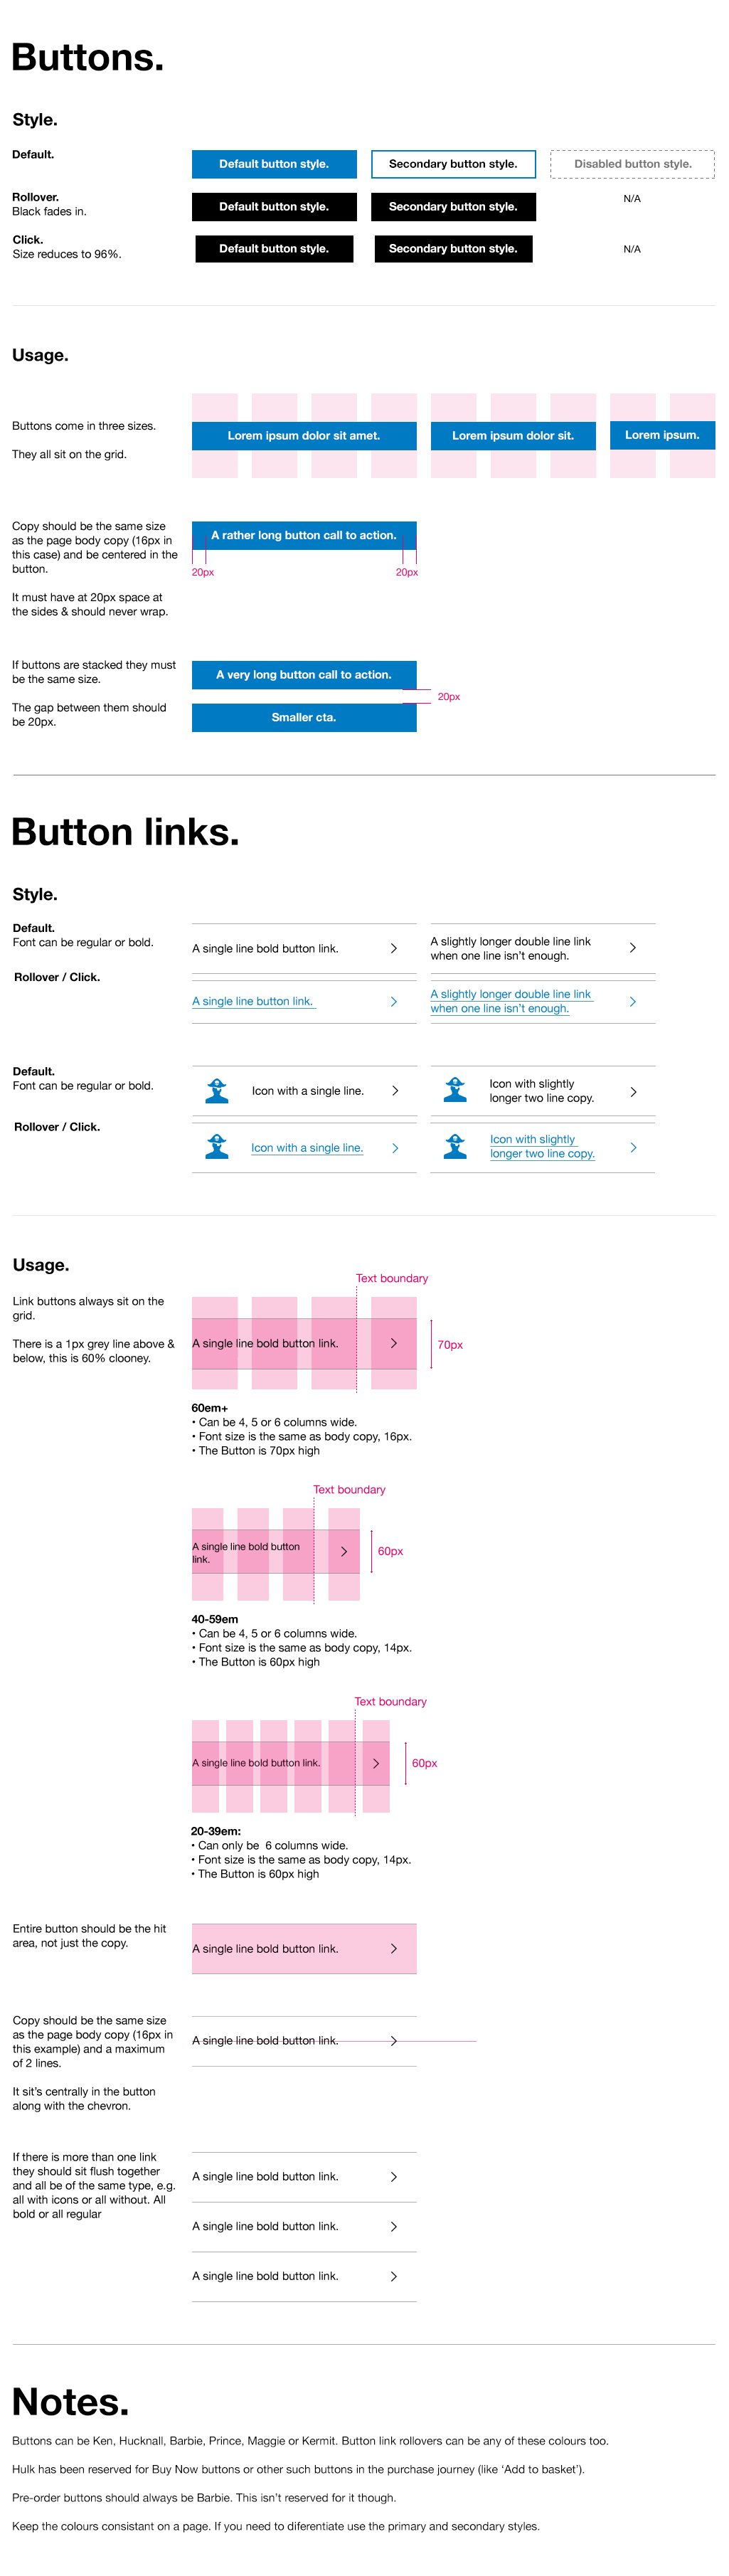 Buttons.
Style.
Default.
Default button style.
Secondary button style.
Disabled button style.
Rollover.
Black fades in.
Default button style.
Secondary button style.
N/A
Click.
Size reduces to 96%.
Default button style.
Secondary button style.
N/A
Usage.
Buttons come in three sizes.
They all sit on the grid.
Lorem ipsum dolor sit amet.
Lorem ipsum dolor sit.
Lorem ipsum.
Copy should be the same size
as the page body copy (16px in
this case) and be centered in the
button.
It must have at 20px space at
the sides & should never wrap.
A rather long button call to action.
20px
20px
If buttons are stacked they must
be the same size.
The gap between them should
be 20px.
A very long button call to action.
20px
Smaller cta.
Button links.
Style.
Default.
Font can be regular or bold.
A single line bold button link.
A slightly longer double line link
when one line isn't enough.
Rollover / Click.
A single line button link.
A slightly longer double line link
when one line isn't enough.
Default.
Font can be regular or bold.
Icon with a single line.
Icon with slightly
longer two line copy.
Rollover / Click.
Icon with a single line.
Icon with slightly
longer two line copy.
Usage.
Link buttons always sit on the
grid.
There is a 1px grey line above &
below, this is 60% clooney.
Text boundary
A single line bold button link.
70px
60em+
• Can be 4, 5 or 6 columns wide.
• Font size is the same as body copy, 16px.
• The Button is 70px high
Text boundary
A single line bold button
link.
60px
40-59em
• Can be 4, 5 or 6 columns wide.
• Font size is the same as body copy, 14px.
• The Button is 60px high
Text boundary
A single line bold button link.
60px
20-39em:
• Can only be 6 columns wide.
• Font size is the same as body copy, 14px.
• The Button is 60px high
Entire button should be the hit
area, not just the copy.
A single line bold button link.
Copy should be the same size
as the page body copy (16px in
this example) and a maximum
of 2 lines.
It sit's centrally in the button
along with the chevron.
A single line bold button link.
If there is more than one link
they should sit flush together
and all be of the same type, e.g.
all with icons or all without. All
bold or all regular
A single line bold button link.
A single line bold button link.
A single line bold button link.
Notes.
Buttons can be Ken, Hucknall, Barbie, Prince, Maggie or Kermit. Button link rollovers can be any of these colours too.
Hulk has been reserved for Buy Now buttons or other such buttons in the purchase journey (like 'Add to basket').
Pre-order buttons should always be Barbie. This isn't reserved for it though.
Keep the colours consistant on a page. If you need to diferentiate use the primary and secondary styles.